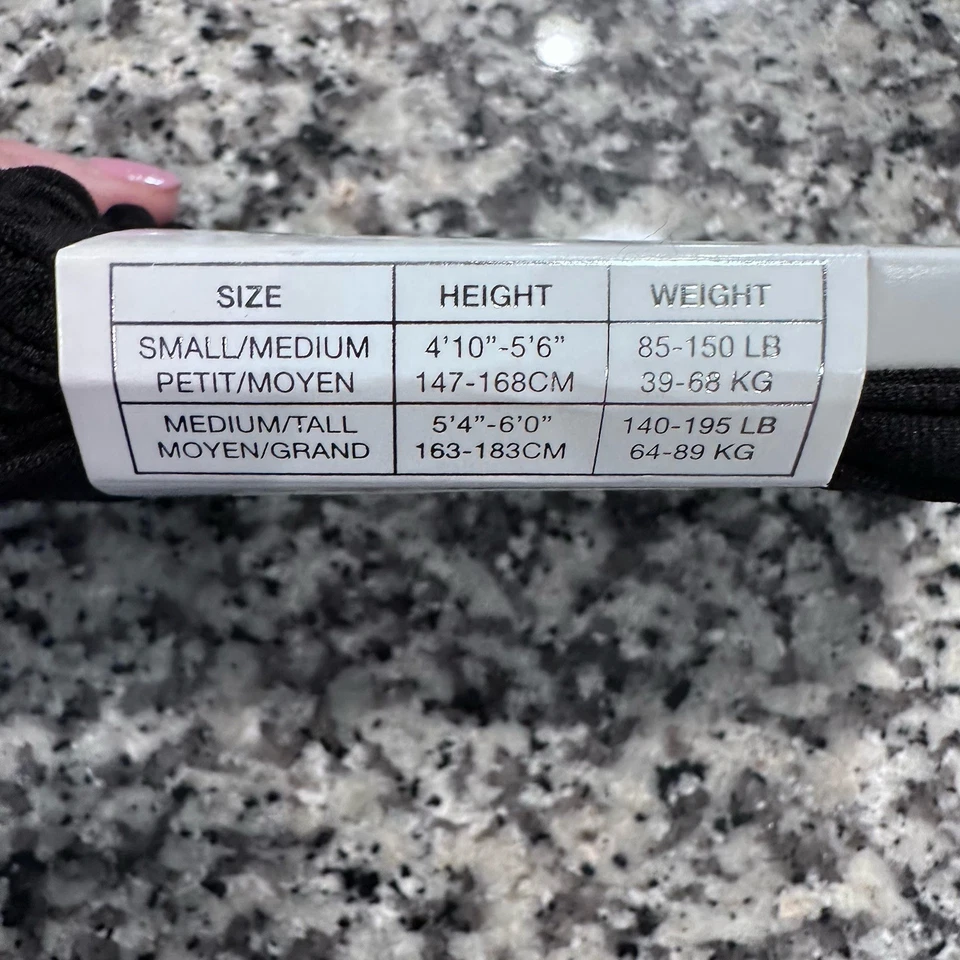 SIZE HEIGHT WEIGHT
SMALL/MEDIUM 4'10"-5'6" 85-150 LB
PETIT/MOYEN 147-168CM 39-68 KG
MEDIUM/TALL 5'4"-6'0" 140-195 LB
MOYEN/GRAND 163-183CM 64-89 KG